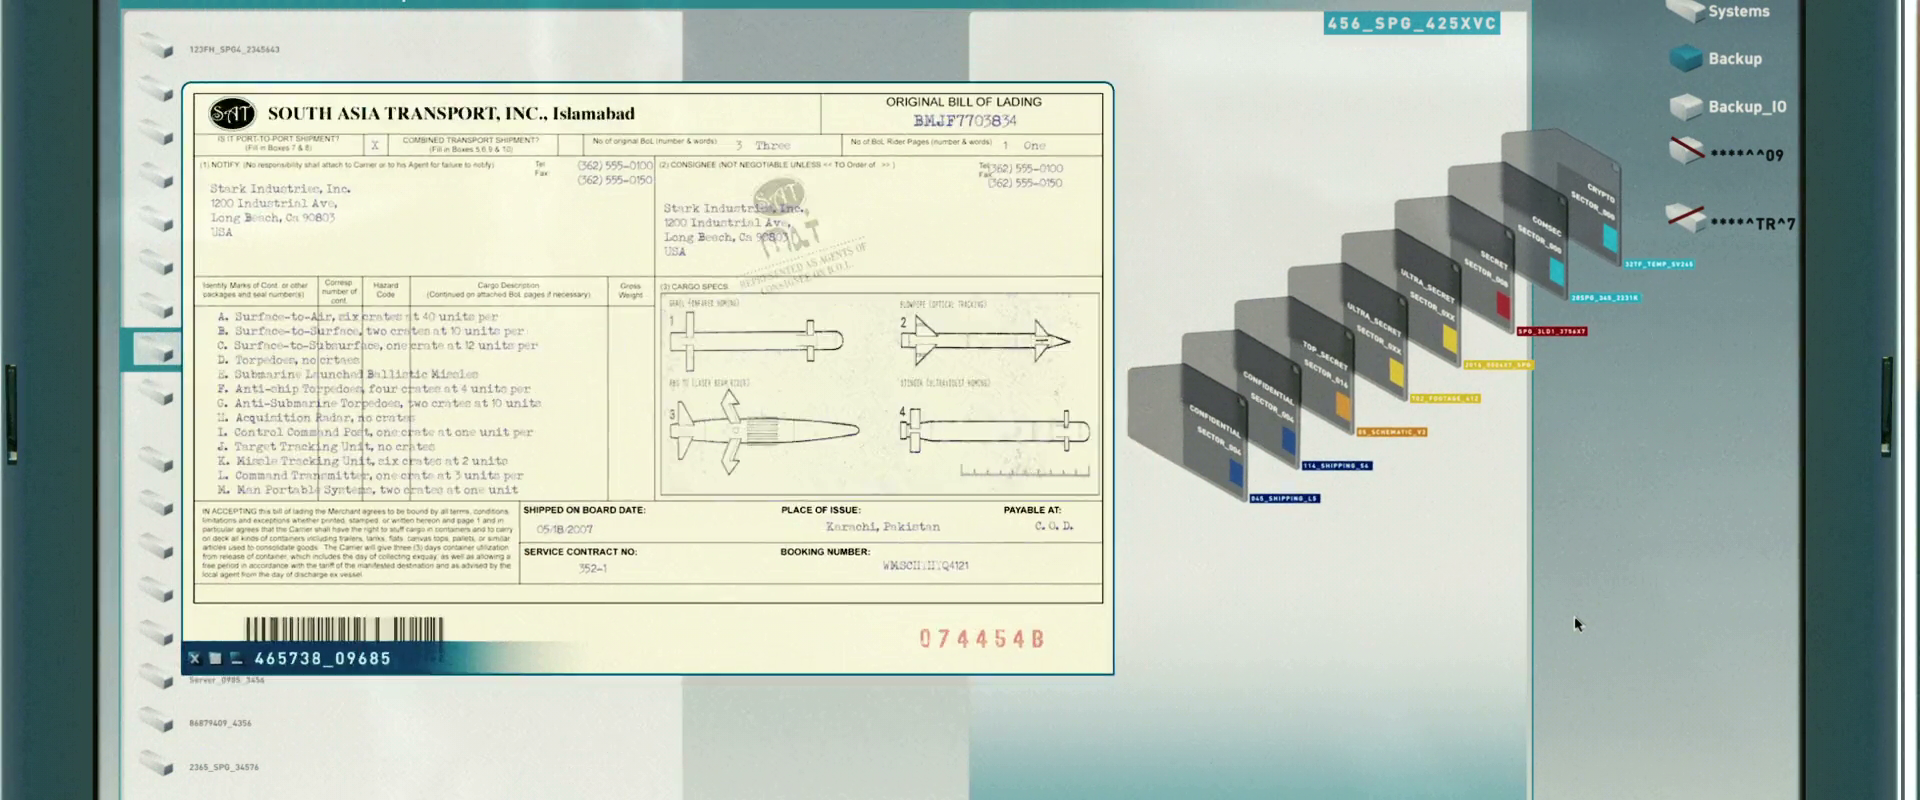 456_SPG_425XVC
Systems
Backup
Backup_IO
****^^09
****^TR^7
123FH_SPG4_2345643
SAT
SOUTH ASIA TRANSPORT, INC., Islamabad
ORIGINAL BILL OF LADING
BMJF7703834
IS IT PORT-TO-PORT SHIPMENT?
(Fill in Boxes 7 & 8)
X
COMBINED TRANSPORT SHIPMENT?
(Fill in Boxes 5,6,9 & 10)
No of original BoL (number & words)
3 Three
No of BoL Rider Pages (number & words)
1 One
(1) NOTIFY (No responsibility shall attach to Carrier or to his Agent for failure to notify)
Tel
Fax
(362) 555-0100
(362) 555-0150
Stark Industries, Inc.
1200 Industrial Ave,
Long Beach, Ca 90803
USA
(2) CONSIGNEE (NOT NEGOTIABLE UNLESS << TO Order of >>)
Tel
Fax
(362) 555-0100
(362) 555-0150
SAT
Stark Industries, Inc.,
1200 Industrial Ave,
Long Beach, Ca 90803
USA
REPRESENTED AS AGENTS OF
CONSIGNEE ON B.O.L.
Identity Marks of Cont. or other
packages and seal number(s)
Corresp
number of
cont.
Hazard
Code
Cargo Description
(Continued on attached BoL pages if necessary)
Gross
Weight
(3) CARGO SPECS
A. Surface-to-Air, six crates at 40 units per
B. Surface-to-Surface, two crates at 10 units per
C. Surface-to-Subsurface, one crate at 12 units per
D. Torpedoes, no crtaes
E. Submarine Launched Ballistic Missles
F. Anti-ship Torpedoes, four crates at 4 units per
G. Anti-Submarine Torpedoes, two crates at 10 units
H. Acquisition Radar, no crates
I. Control Command Post, one crate at one unit per
J. Target Tracking Unit, no crates
K. Missle Tracking Unit, six crates at 2 units
L. Command Transmitter, one crate at 3 units per
M. Man Portable Systems, two crates at one unit
GRAIL (INFARED HOMING)
1
BLOWPIPE (OPTICAL TRACKING)
2
3
4
IN ACCEPTING this bill of lading the Merchant agrees to be bound by all terms, conditions,
limitations and exceptions whether printed, stamped, or written hereon and page 1 and in
particular agrees that the Carrier shall have the right to stuff cargo in containers and to carry
on deck all kinds of containers including trailers, tanks, flats, canvas tops, pallets, or similar
articles used to consolidate goods. The Carrier will give three (3) days container utilization
from release of container, which includes the day of collecting exquay, as well as allowing a
free period in accordance with the tariff of the manifested destination and as advised by the
local agent from the day of discharge ex vessel
SHIPPED ON BOARD DATE:
05/18/2007
PLACE OF ISSUE:
Karachi, Pakistan
PAYABLE AT:
C. O. D.
SERVICE CONTRACT NO:
352-1
BOOKING NUMBER:
074454B
465738_09685
Server_0985_3456
86879409_4356
2365_SPG_34576
CRYPTO
COMSEC
SECRET
ULTRA_SECRET
SECTOR_0XX
ULTRA_SECRET
SECTOR_0XX
TOP_SECRET
SECTOR_016
CONFIDENTIAL
SECTOR_004
CONFIDENTIAL
SECTOR_004
114_SHIPPING_54
045_SHIPPING_LS
05_SCHEMATIC_V3